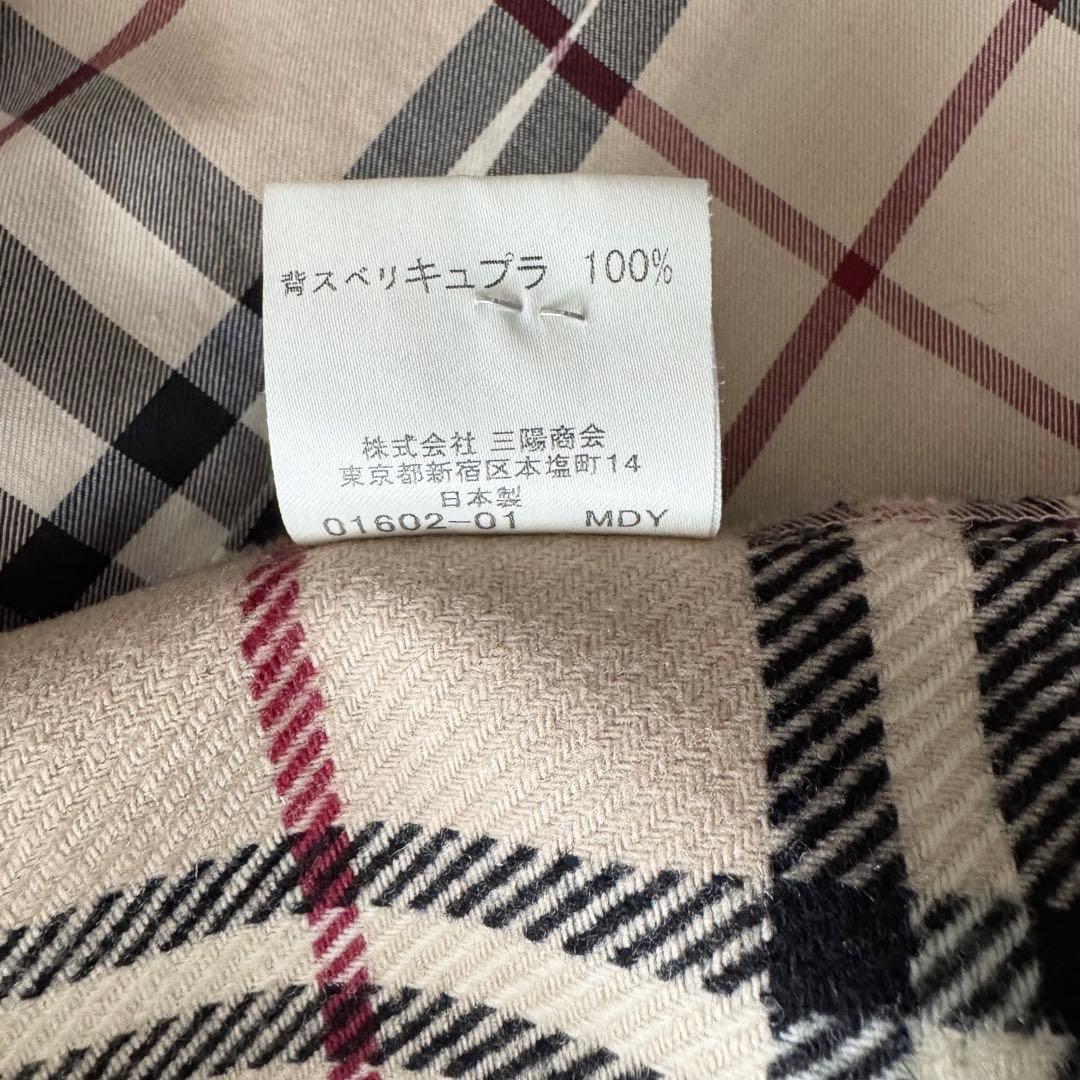 背スベリキュプラ 100%
株式会社 三陽商会
東京都新宿区本塩町14
日本製
01602-01 MDY